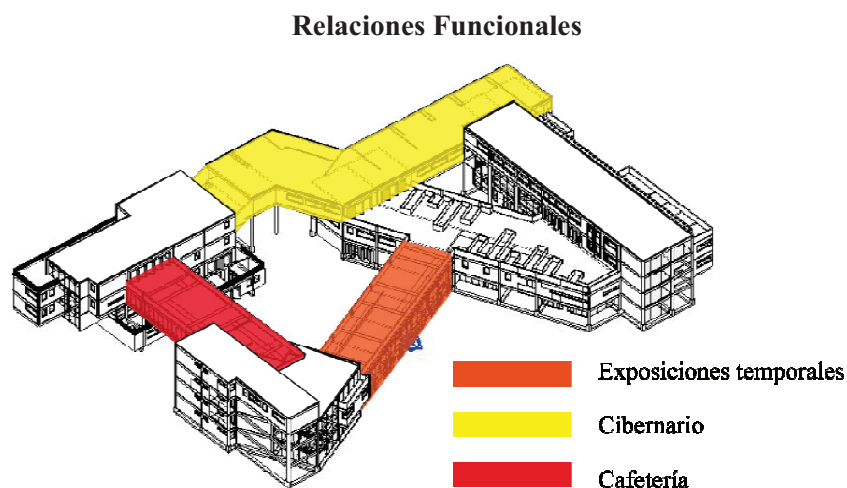 Relaciones Funcionales
Exposiciones temporales
Cibernario
Cafetería